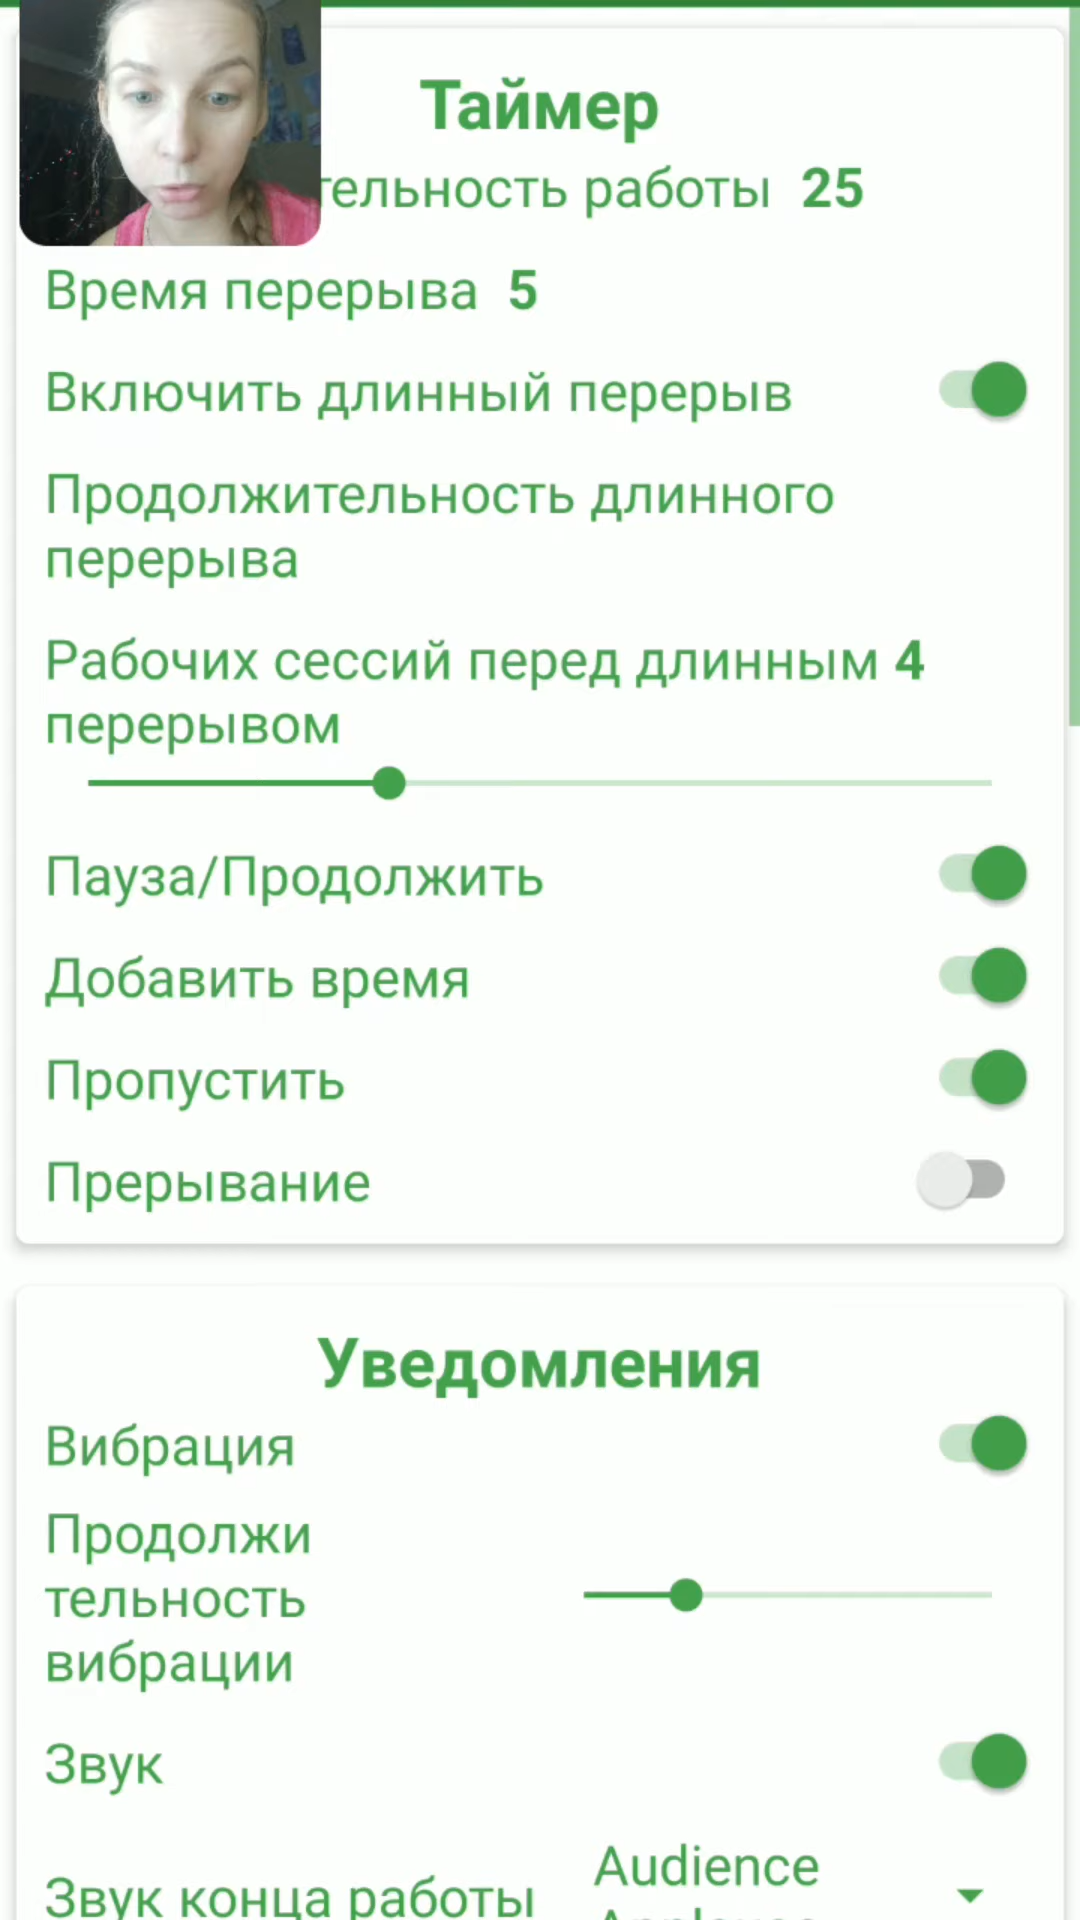 Таймер
тельность работы 25
Время перерыва 5
Включить длинный перерыв
Продолжительность длинного
перерыва
Рабочих сессий перед длинным 4
перерывом
Пауза/Продолжить
Добавить время
Пропустить
Прерывание
Уведомления
Вибрация
Продолжи
тельность
вибрации
Звук
Audience
Звук конца работы